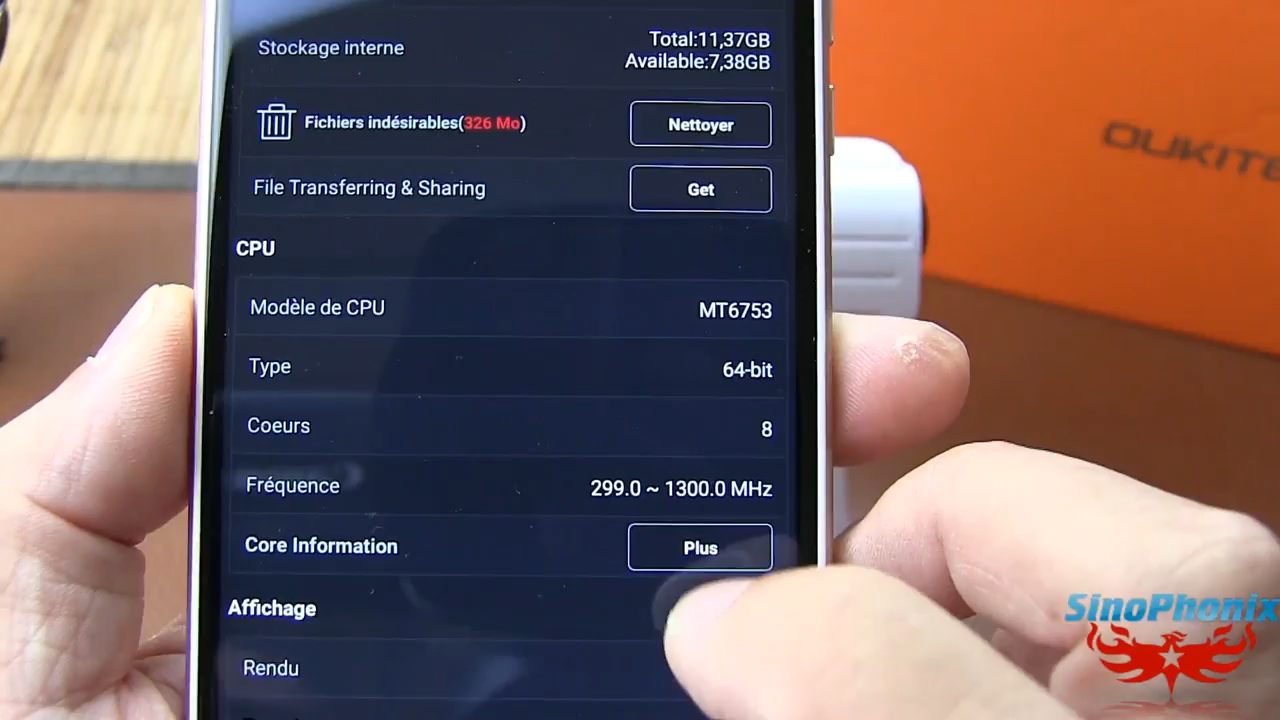 Stockage interne
Total:11,37GB
Available:7,38GB
Fichiers indésirables(326 Mo)
Nettoyer
File Transferring & Sharing
Get
CPU
Modèle de CPU
MT6753
Type
64-bit
Coeurs
8
Fréquence
299.0 ~ 1300.0 MHz
Core Information
Plus
Affichage
Rendu
OUKITE
SinoPhonix